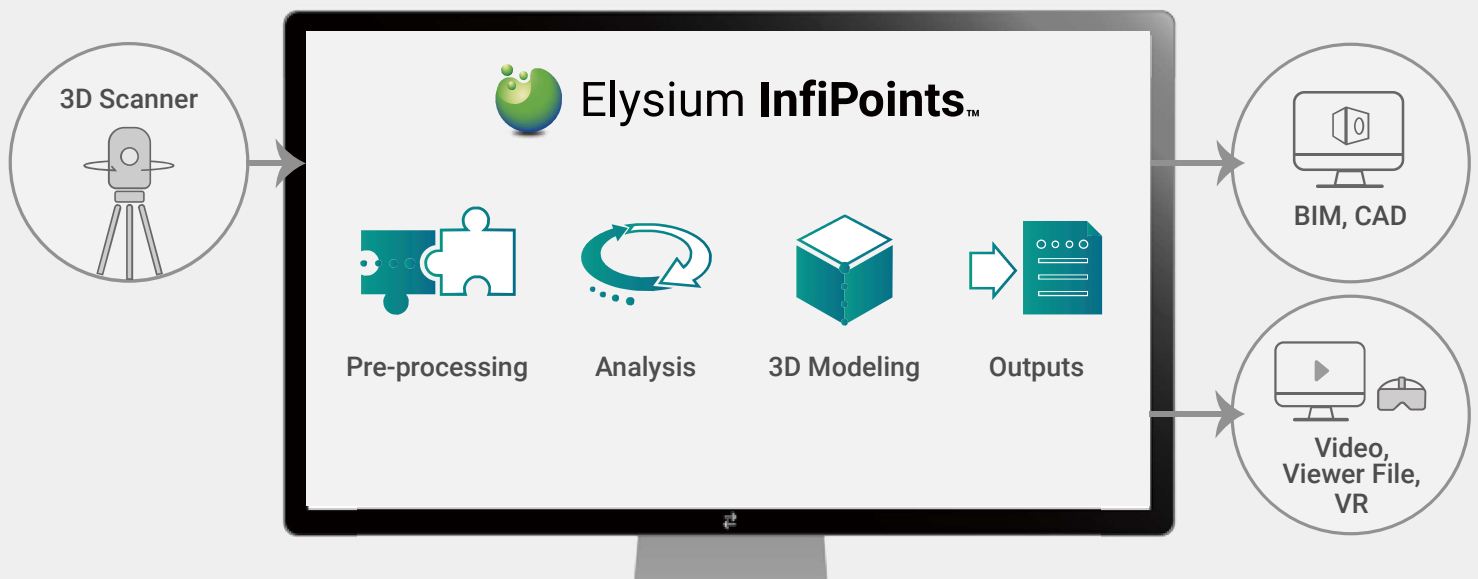 3D Scanner
Elysium InfiPoints™
Pre-processing
Analysis
3D Modeling
Outputs
BIM, CAD
Video,
Viewer File,
VR